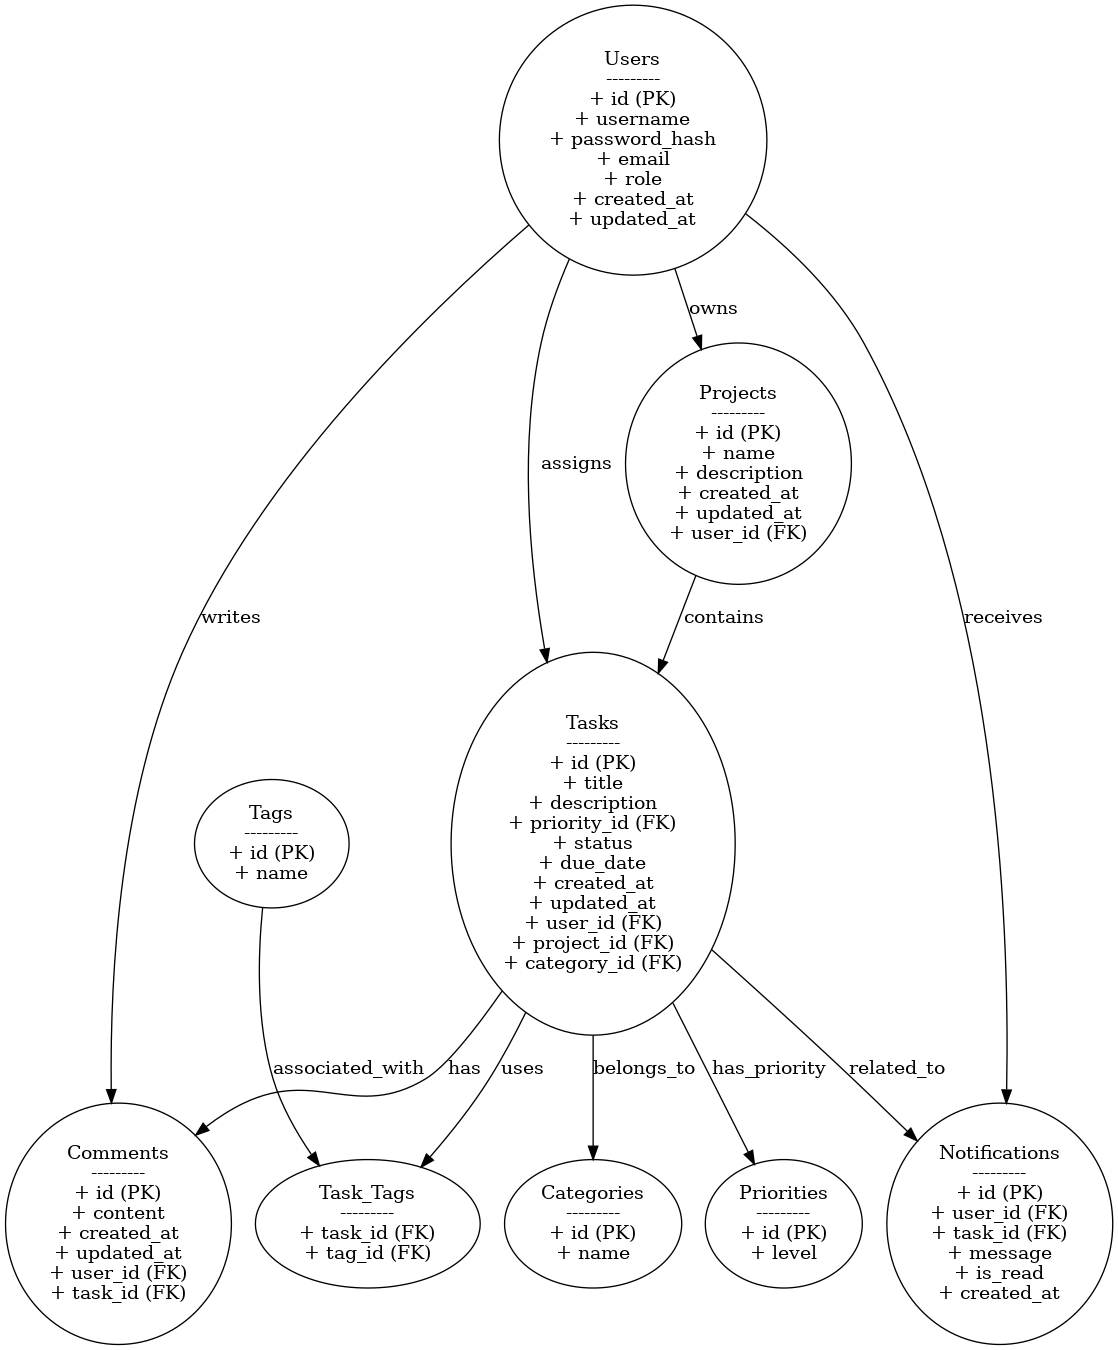 Users
---------
+ id (PK)
+ username
+ password_hash
+ email
+ role
+ created_at
+ updated_at
owns
Projects
---------
+ id (PK)
+ name
+ description
+ created_at
+ updated_at
+ user_id (FK)
assigns
writes
contains
receives
Tasks
---------
+ id (PK)
+ title
+ description
+ priority_id (FK)
+ status
+ due_date
+ created_at
+ updated_at
+ user_id (FK)
+ project_id (FK)
+ category_id (FK)
Tags
---------
+ id (PK)
+ name
associated_with
has
uses
belongs_to
has_priority
related_to
Comments
---------
+ id (PK)
+ content
+ created_at
+ updated_at
+ user_id (FK)
+ task_id (FK)
Task_Tags
---------
+ task_id (FK)
+ tag_id (FK)
Categories
---------
+ id (PK)
+ name
Priorities
---------
+ id (PK)
+ level
Notifications
---------
+ id (PK)
+ user_id (FK)
+ task_id (FK)
+ message
+ is_read
+ created_at